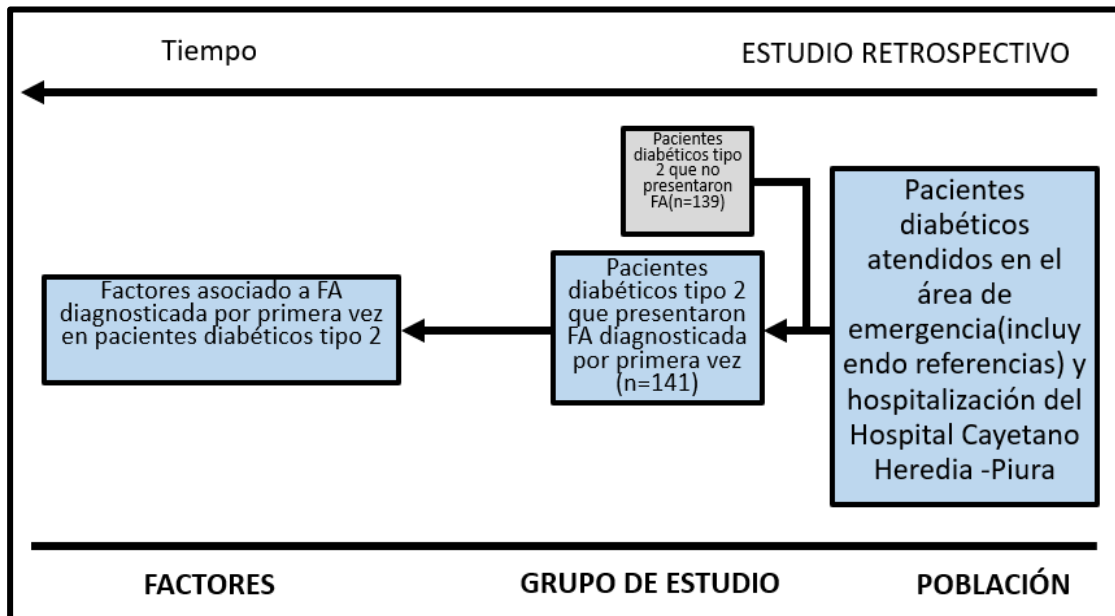 Tiempo
ESTUDIO RETROSPECTIVO
Pacientes
diabéticos tipo
2 que no
presentaron
FA(n=139)
Pacientes
diabéticos
atendidos en el
área de
emergencia(incluy
endo referencias) y
hospitalización del
Hospital Cayetano
Heredia -Piura
Pacientes
diabéticos tipo 2
que presentaron
FA diagnosticada
por primera vez
(n=141)
Factores asociado a FA
diagnosticada por primera vez
en pacientes diabéticos tipo 2
FACTORES
GRUPO DE ESTUDIO
POBLACIÓN